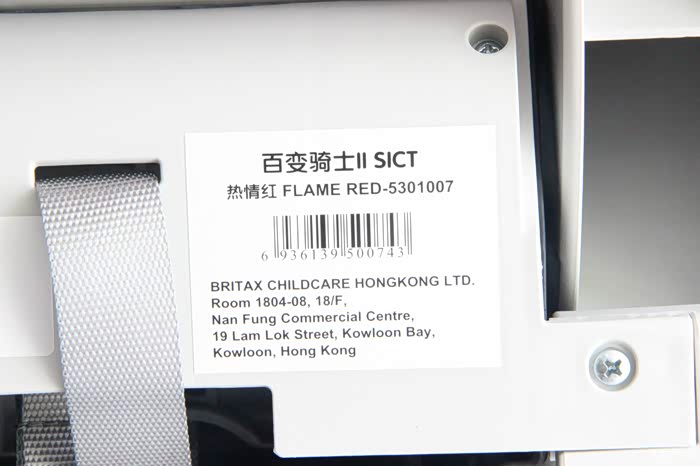 百变骑士II SICT
热情红 FLAME RED-5301007
6 936139 500743
BRITAX CHILDCARE HONGKONG LTD.
Room 1804-08, 18/F,
Nan Fung Commercial Centre,
19 Lam Lok Street, Kowloon Bay,
Kowloon, Hong Kong